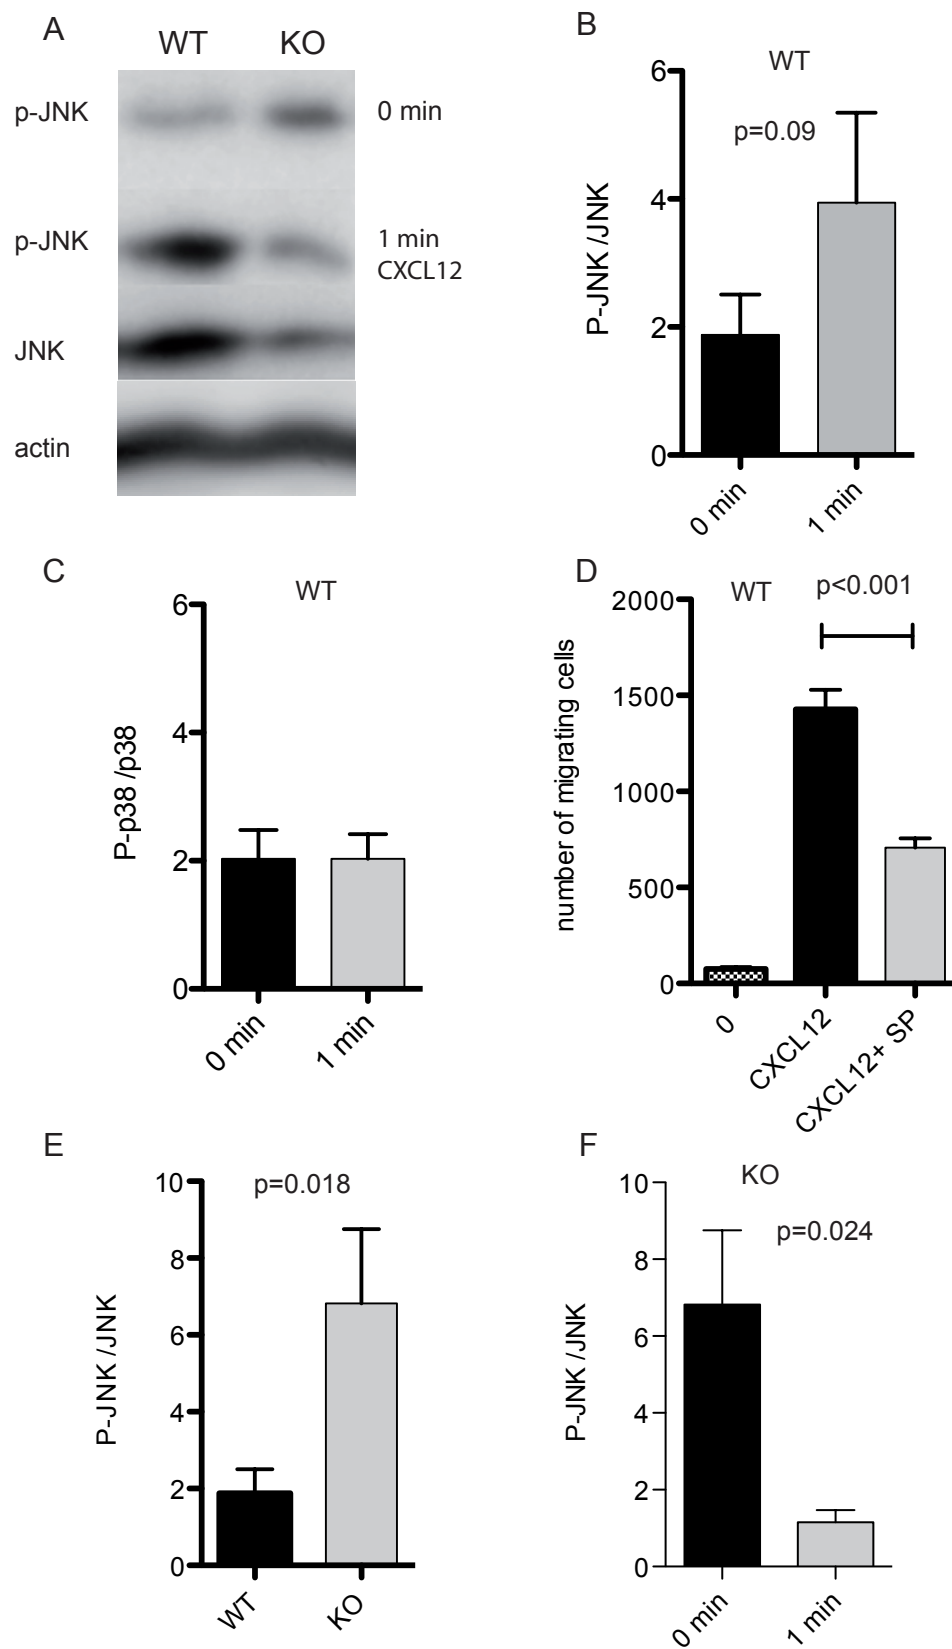 A
WT KO
p-JNK 0 min
p-JNK 1 min
CXCL12
JNK
actin
B
WT
p=0.09
P-JNK /JNK
6
4
2
0
0 min 1 min
C
WT
P-p38 /p38
6
4
2
0
0 min 1 min
D
WT p<0.001
number of migrating cells
2000
1500
1000
500
0
0 CXCL12 CXCL12+ SP
E
p=0.018
P-JNK /JNK
10
8
6
4
2
0
WT KO
F
KO
p=0.024
P-JNK /JNK
10
8
6
4
2
0
0 min 1 min